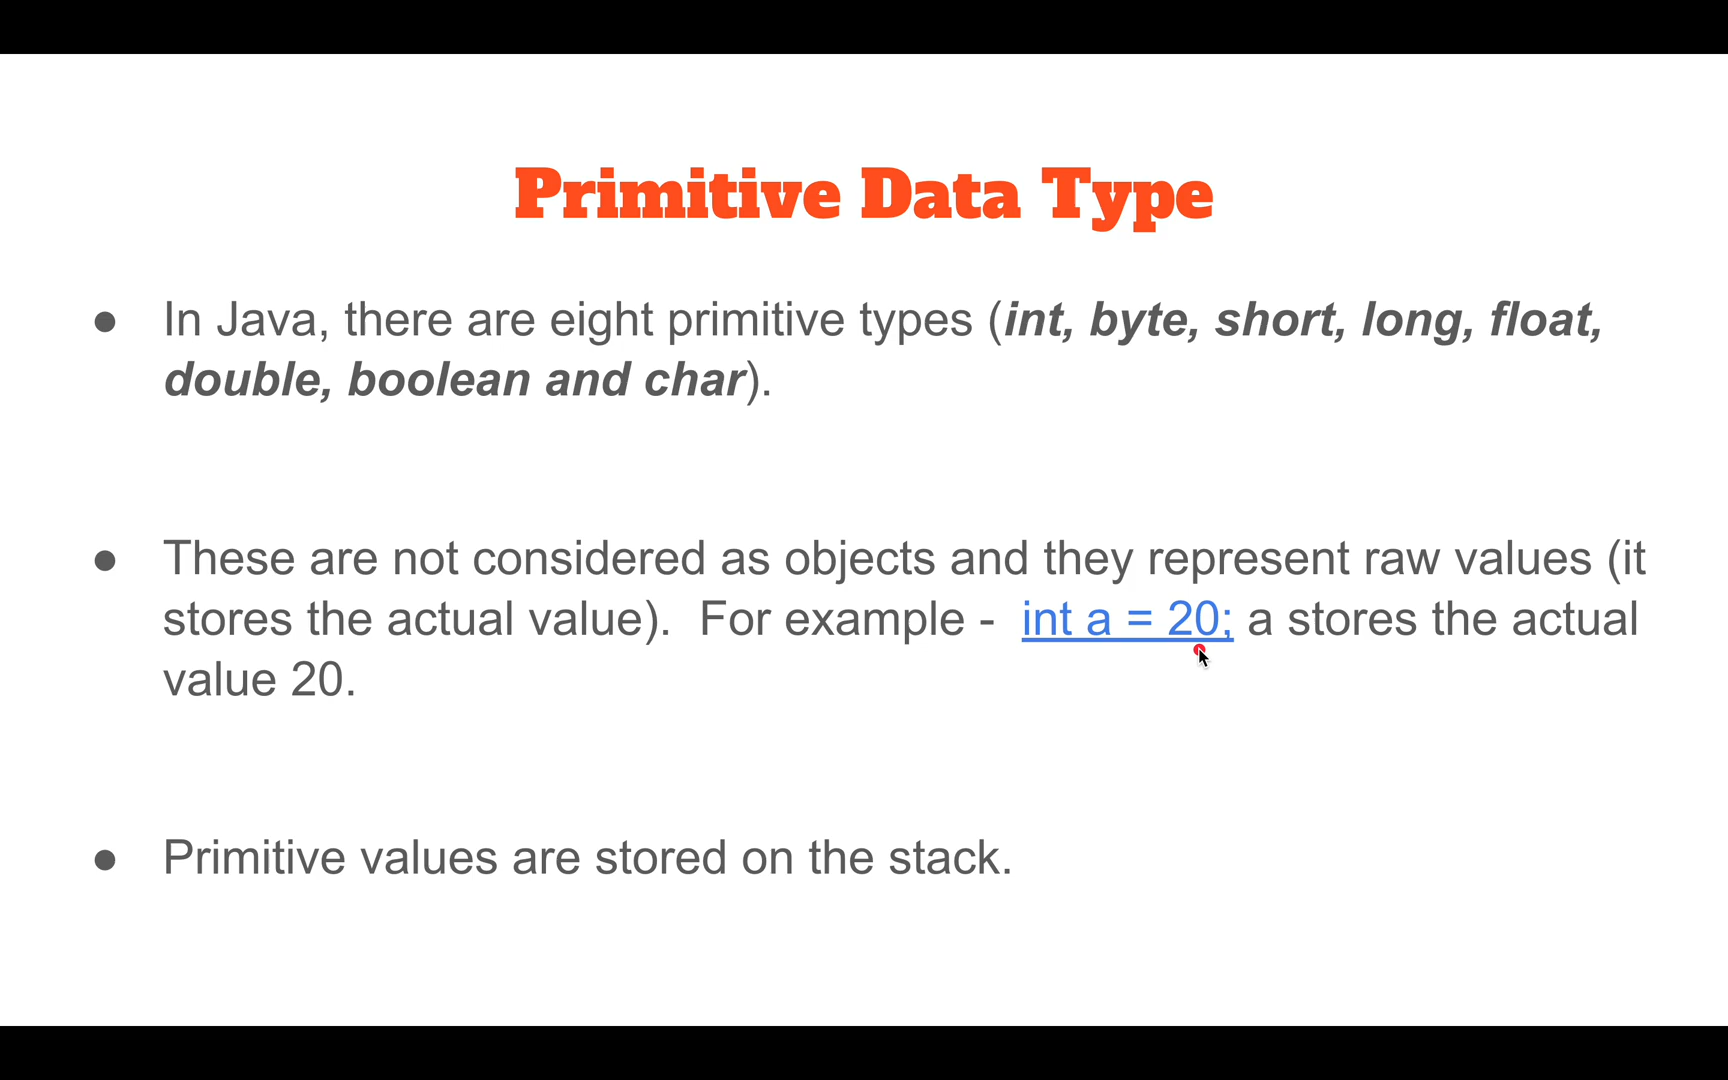 Primitive Data Type
● In Java, there are eight primitive types (int, byte, short, long, float,
double, boolean and char).
● These are not considered as objects and they represent raw values (it
stores the actual value).  For example -  int a = 20; a stores the actual
value 20.
● Primitive values are stored on the stack.